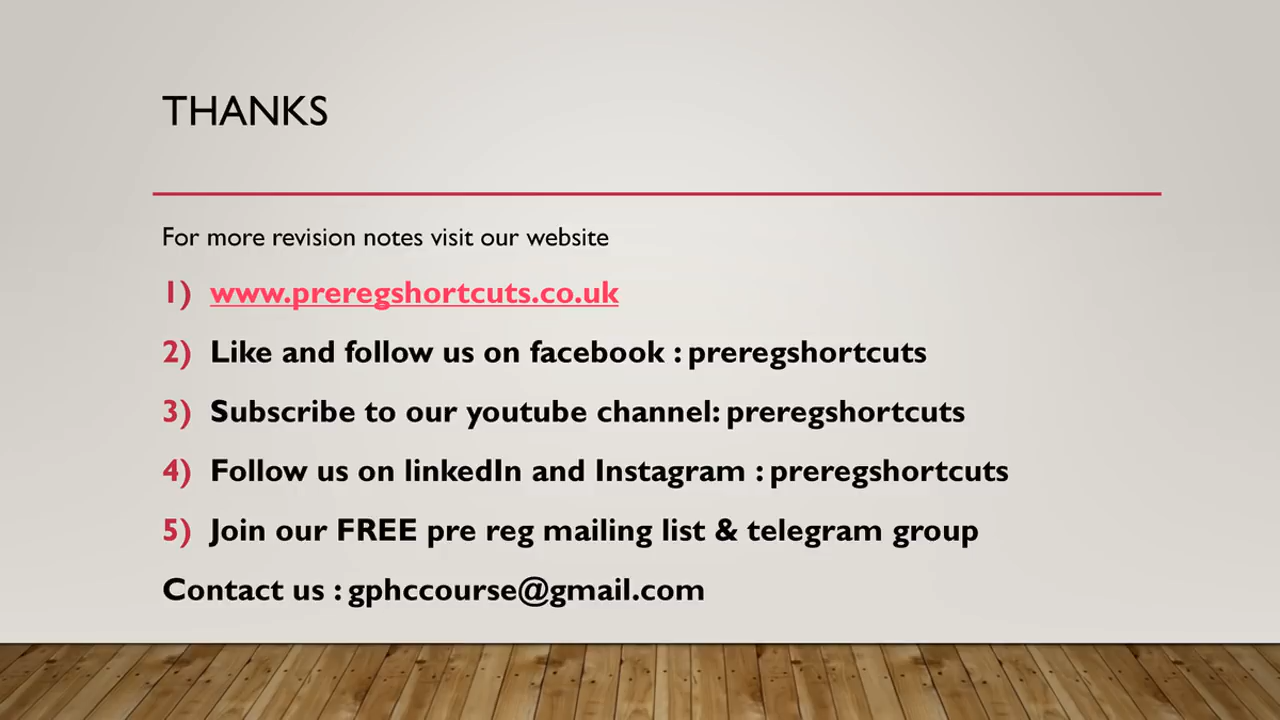 THANKS
For more revision notes visit our website
1) www.preregshortcuts.co.uk
2) Like and follow us on facebook : preregshortcuts
3) Subscribe to our youtube channel: preregshortcuts
4) Follow us on linkedIn and Instagram : preregshortcuts
5) Join our FREE pre reg mailing list & telegram group
Contact us : gphccourse@gmail.com